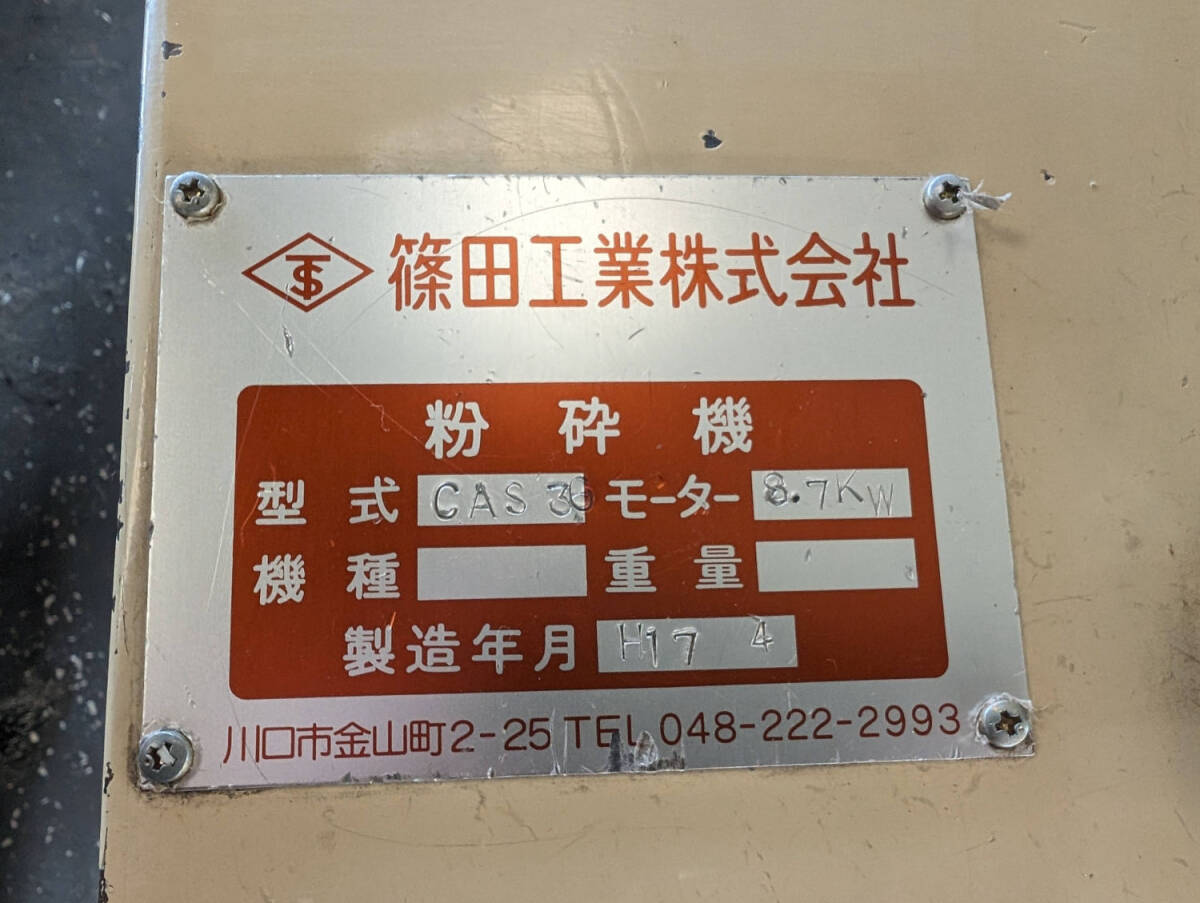 篠田工業株式会社
粉砕機
型式 CAS 36 モーター 8.7KW
機種 重量
製造年月 H17 4
川口市金山町2-25 TEL 048-222-2993